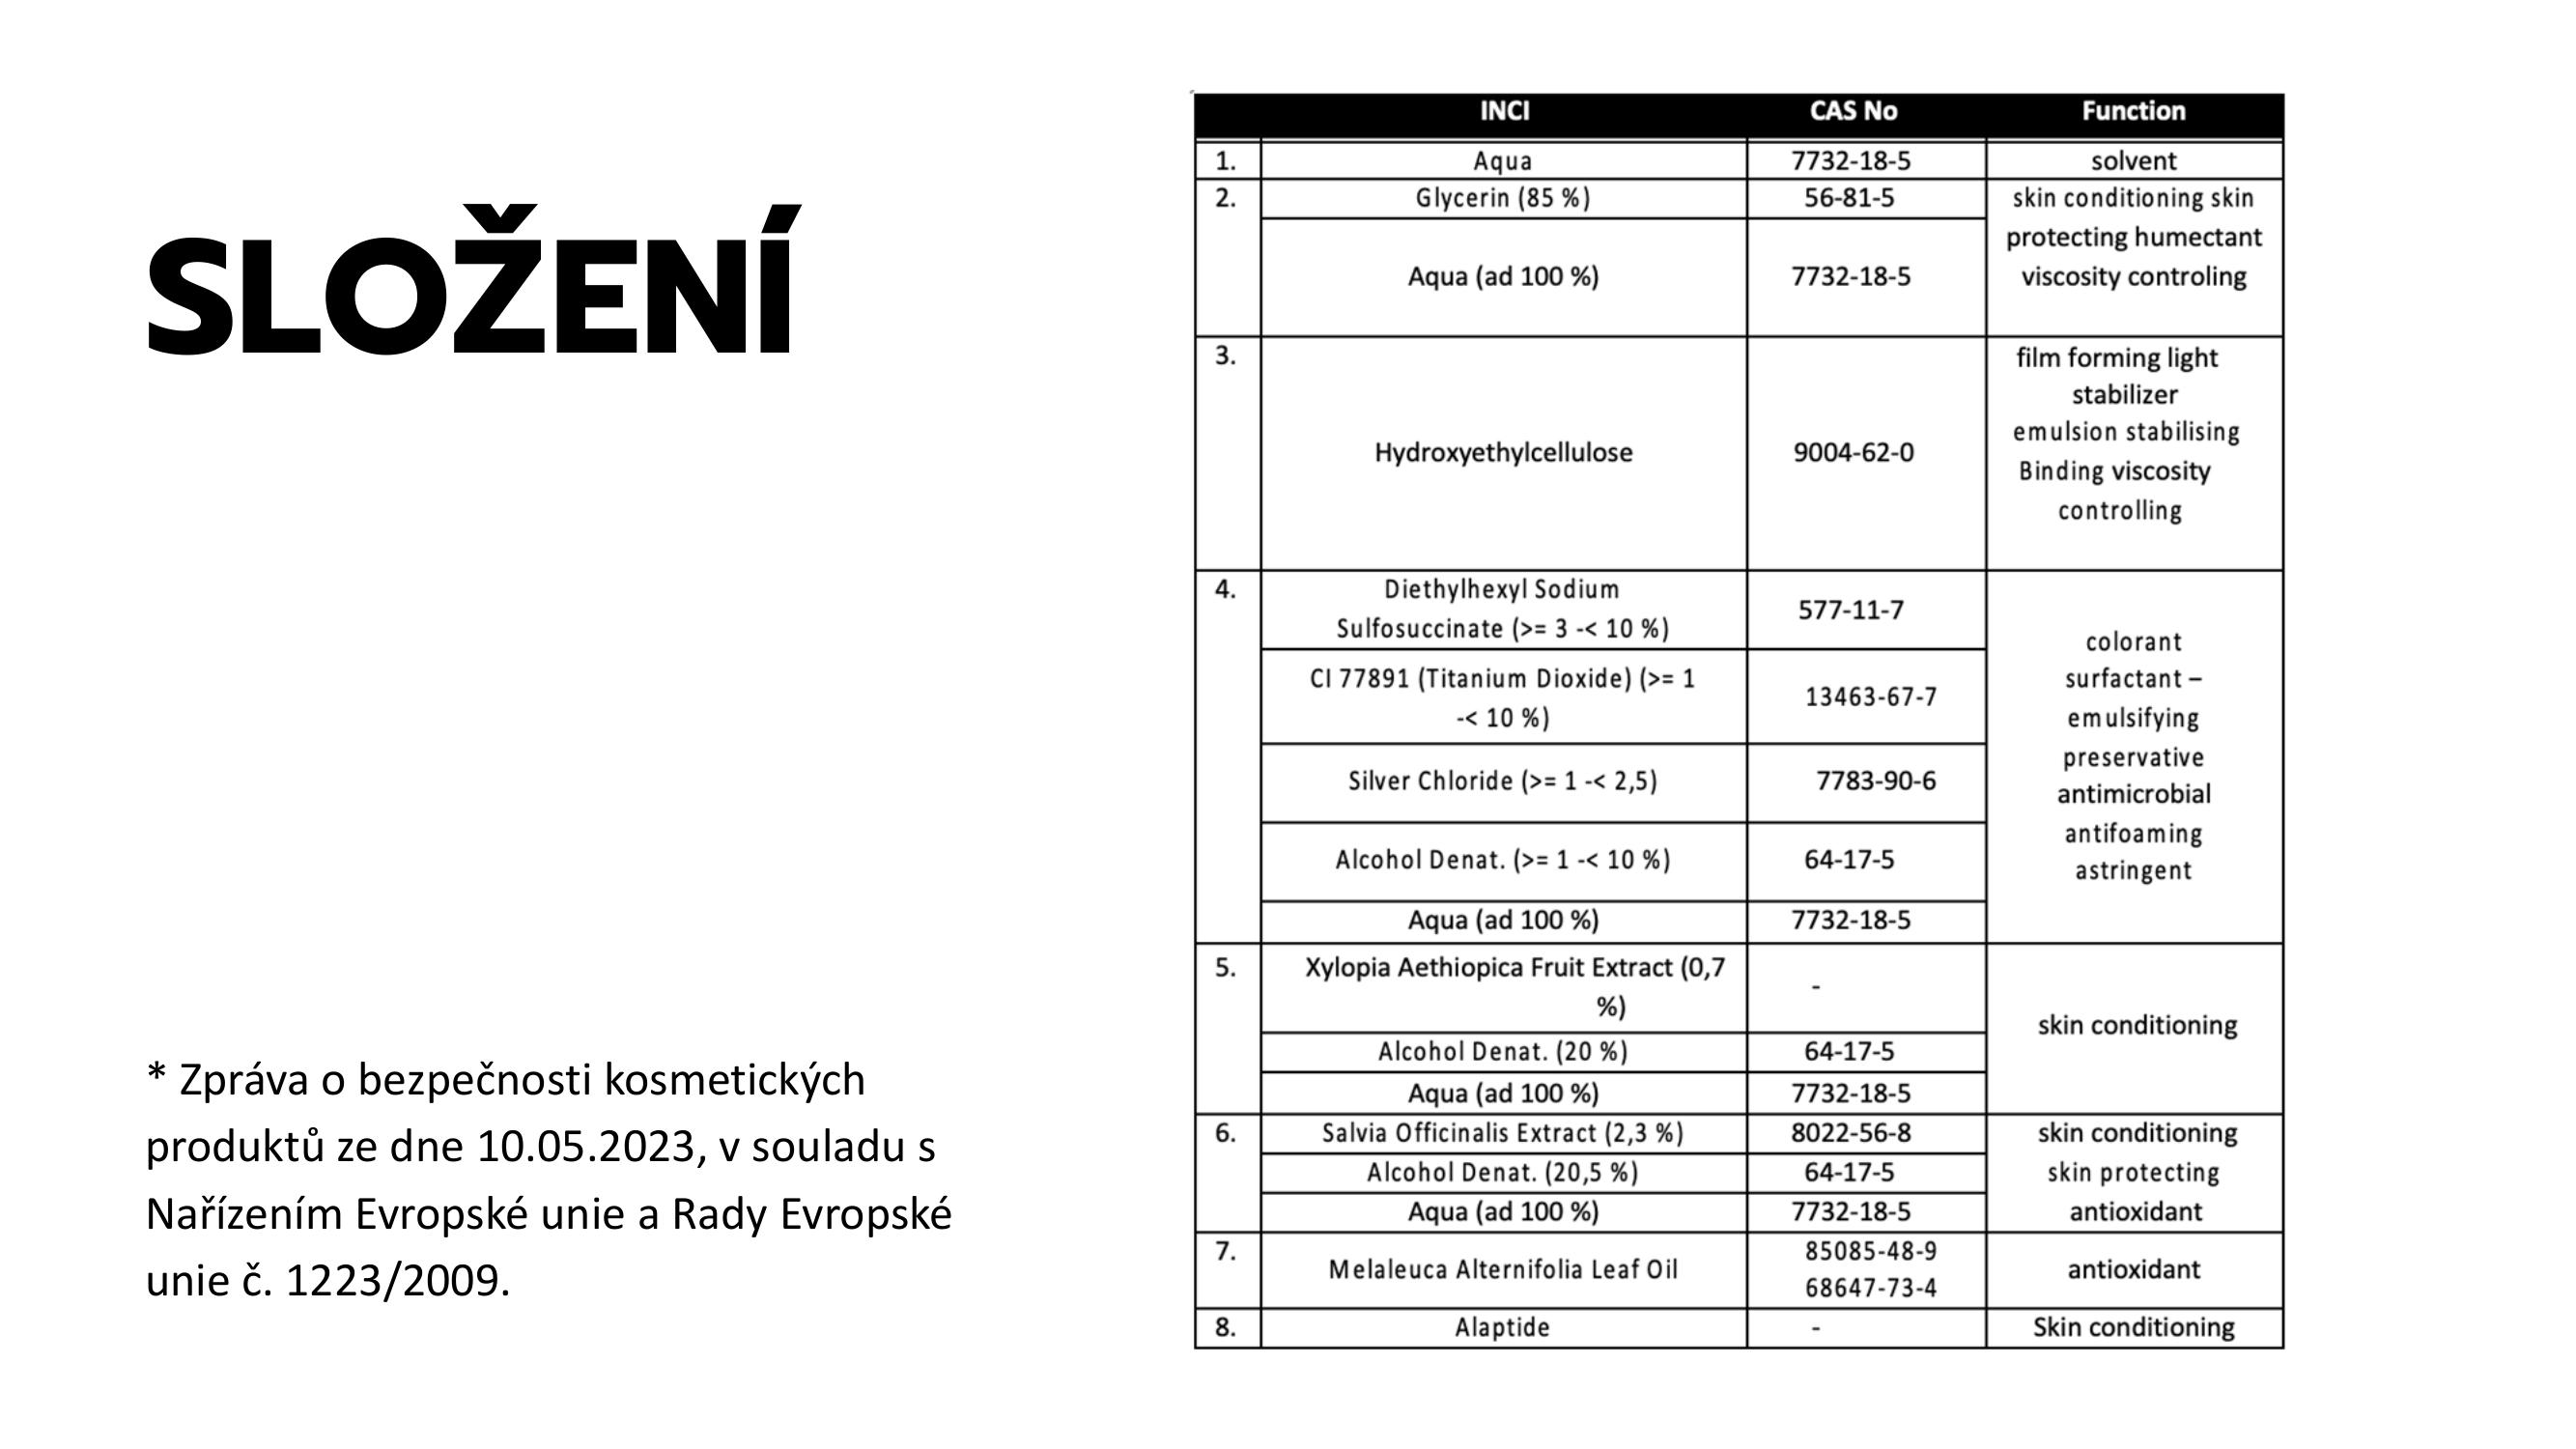 SLOŽENÍ
* Zpráva o bezpečnosti kosmetických
produktů ze dne 10.05.2023, v souladu s
Nařízením Evropské unie a Rady Evropské
unie č. 1223/2009.
INCI CAS No Function
1. Aqua 7732-18-5 solvent
2. Glycerin (85 %) 56-81-5 skin conditioning skin
protecting humectant
Aqua (ad 100 %) 7732-18-5 viscosity controling
3. film forming light
stabilizer
emulsion stabilising
Hydroxyethylcellulose 9004-62-0 Binding viscosity
controlling
4. Diethylhexyl Sodium
Sulfosuccinate (>= 3 -< 10 %) 577-11-7
colorant
CI 77891 (Titanium Dioxide) (>= 1
-< 10 %) 13463-67-7 surfactant –
emulsifying
preservative
Silver Chloride (>= 1 -< 2,5) 7783-90-6 antimicrobial
antifoaming
Alcohol Denat. (>= 1 -< 10 %) 64-17-5 astringent
Aqua (ad 100 %) 7732-18-5
5. Xylopia Aethiopica Fruit Extract (0,7
%) -
skin conditioning
Alcohol Denat. (20 %) 64-17-5
Aqua (ad 100 %) 7732-18-5
6. Salvia Officinalis Extract (2,3 %) 8022-56-8 skin conditioning
Alcohol Denat. (20,5 %) 64-17-5 skin protecting
Aqua (ad 100 %) 7732-18-5 antioxidant
7. Melaleuca Alternifolia Leaf Oil 85085-48-9
68647-73-4 antioxidant
8. Alaptide - Skin conditioning